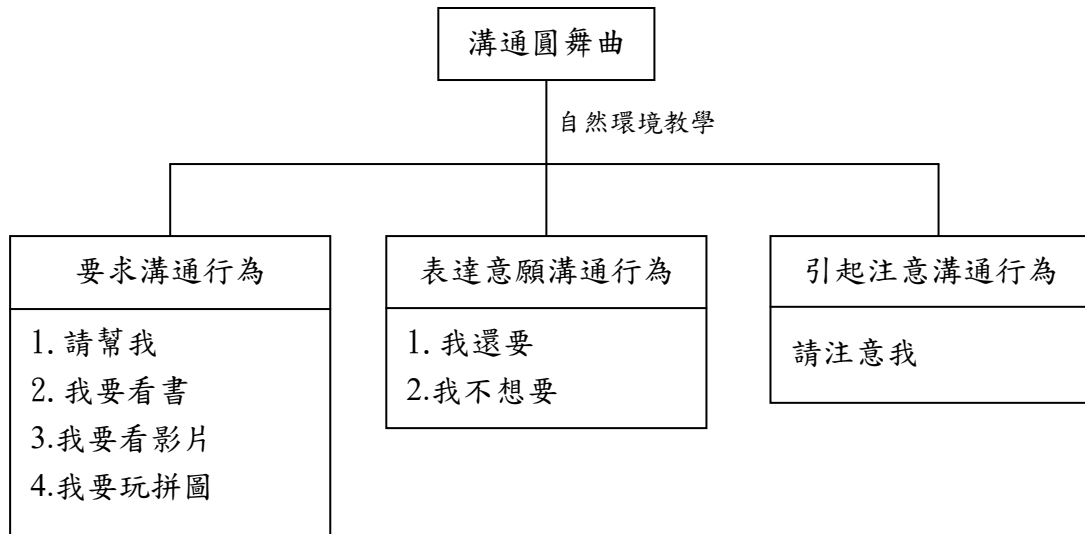 溝通圓舞曲
自然環境教學
要求溝通行為
1. 請幫我
2. 我要看書
3.我要看影片
4.我要玩拼圖
表達意願溝通行為
1. 我還要
2.我不想要
引起注意溝通行為
請注意我